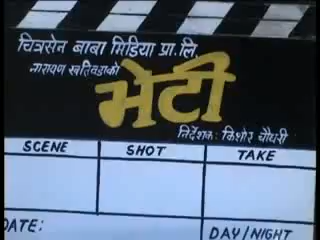 चित्रसेन बाबा मिडिया प्रा.लि.
नारायण खतिवडाको
भेटी
निर्देशक: किशोर चौधरी
SCENE SHOT TAKE
DATE: DAY/NIGHT